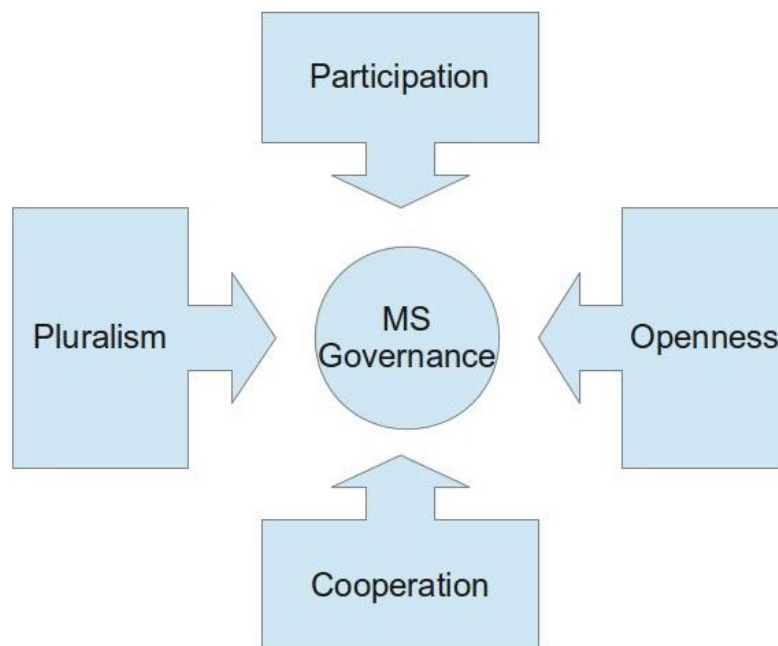 Participation
Pluralism
MS
Governance
Openness
Cooperation